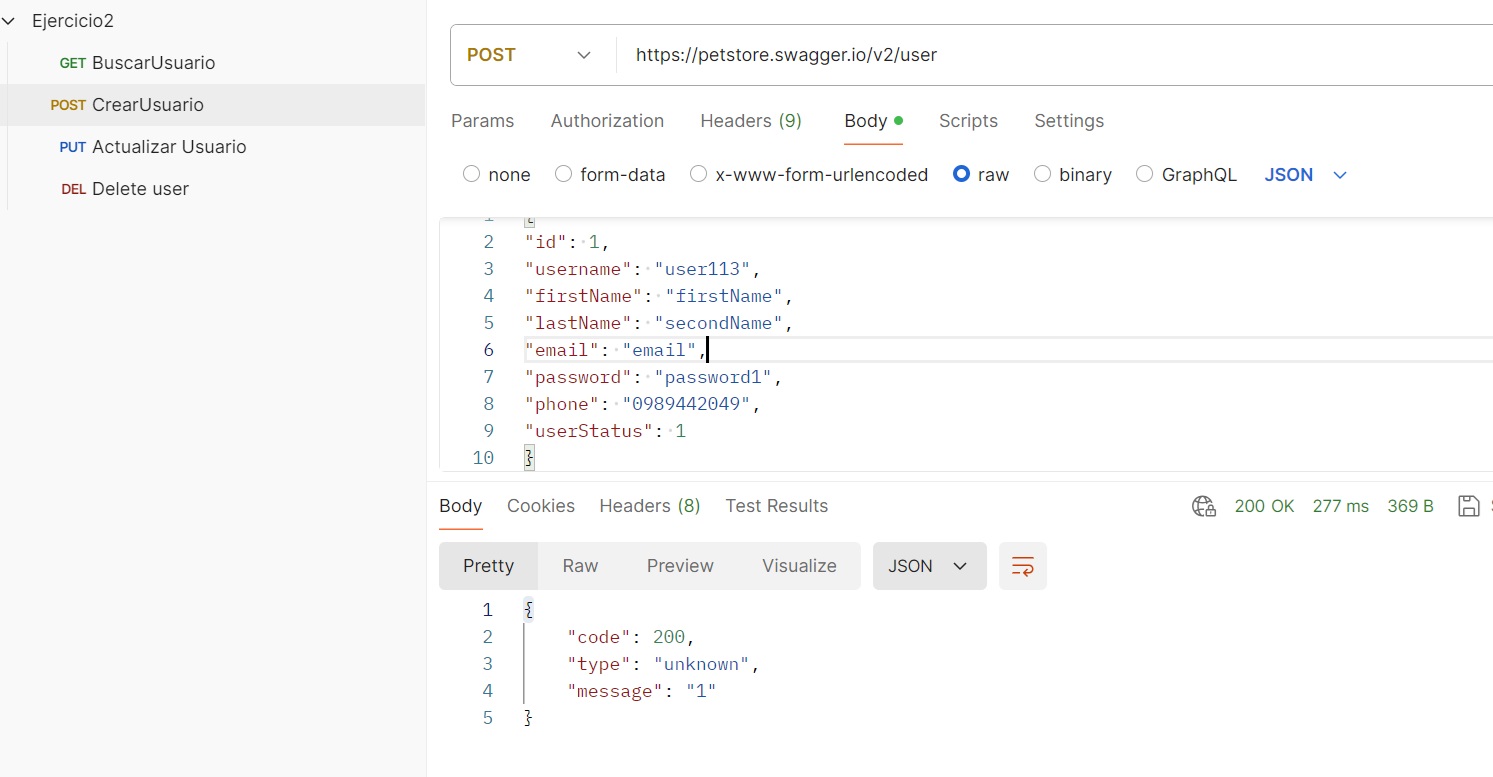 Ejercicio2
GET BuscarUsuario
POST CrearUsuario
PUT Actualizar Usuario
DEL Delete user
POST https://petstore.swagger.io/v2/user
Params Authorization Headers (9) Body Scripts Settings
none form-data x-www-form-urlencoded raw binary GraphQL JSON
1 {
2 "id": 1,
3 "username": "user113",
4 "firstName": "firstName",
5 "lastName": "secondName",
6 "email": "email",
7 "password": "password1",
8 "phone": "0989442049",
9 "userStatus": 1
10 }
Body Cookies Headers (8) Test Results 200 OK 277 ms 369 B
Pretty Raw Preview Visualize JSON
1 {
2 "code": 200,
3 "type": "unknown",
4 "message": "1"
5 }